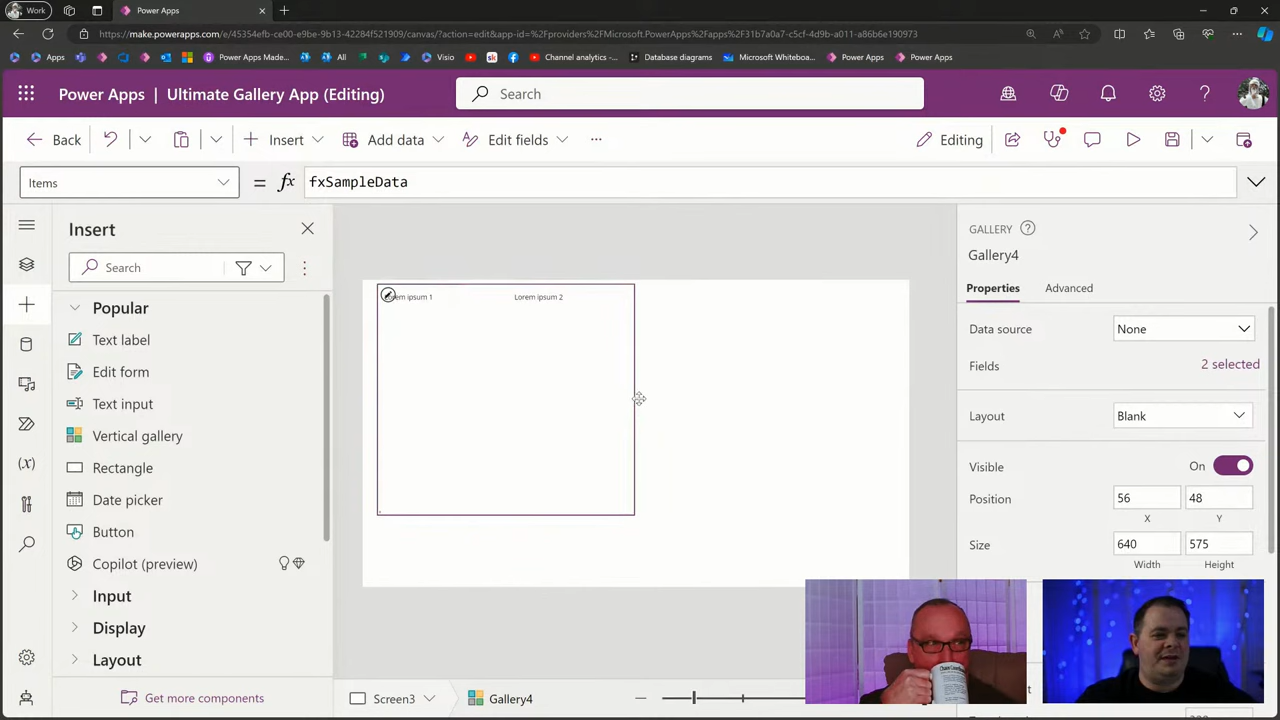 Work
Power Apps
https://make.powerapps.com/e/45354efb-ce00-e9be-9b13-42284f521909/canvas/?action=edit&app-id=%2Fproviders%2FMicrosoft.PowerApps%2Fapps%2F31b7a0a7-c5cf-4d9b-a011-a86b6e190973
Apps
All
Power Apps Made...
All
Visio
Channel analytics -...
Database diagrams
Microsoft Whiteboa...
Power Apps
Power Apps
Power Apps | Ultimate Gallery App (Editing)
Search
Back
Insert
Add data
Edit fields
Editing
Items
= fx fxSampleData
Insert
Search
Popular
Text label
Edit form
Text input
Vertical gallery
Rectangle
Date picker
Button
Copilot (preview)
Input
Display
Layout
Get more components
ipsum 1
Lorem ipsum 2
Screen3
Gallery4
GALLERY
Gallery4
Properties
Advanced
Data source
None
Fields
2 selected
Layout
Blank
Visible
On
Position
56
48
X
Y
Size
640
575
Width
Height